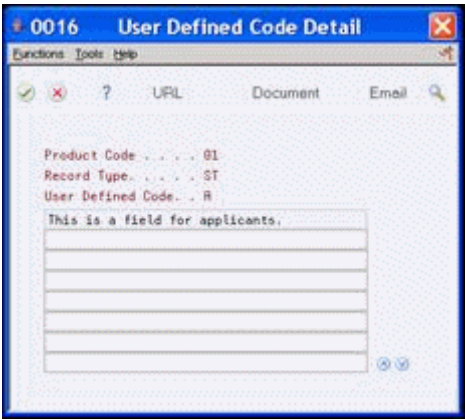 0016 User Defined Code Detail
Functions Tools Help
? URL Document Email
Product Code . . . . 01
Record Type. . . . . ST
User Defined Code. . A
This is a field for applicants.